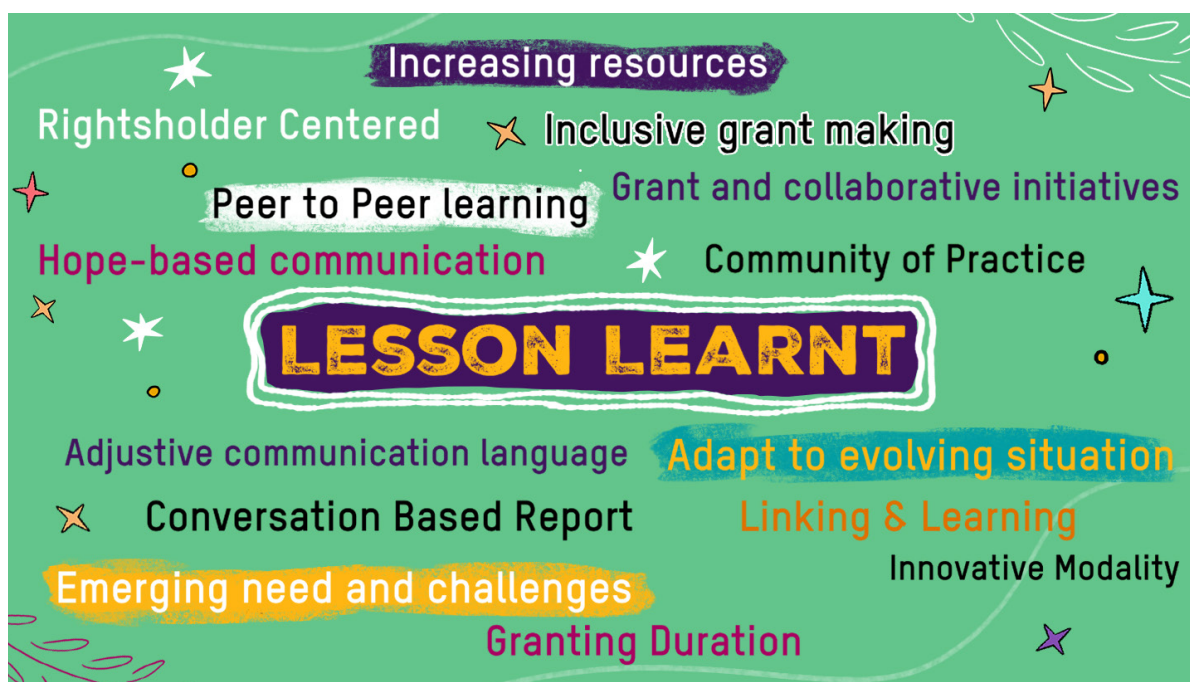 Increasing resources
Rightsholder Centered
Inclusive grant making
Peer to Peer learning
Grant and collaborative initiatives
Hope-based communication
Community of Practice
LESSON LEARNT
Adjustive communication language
Adapt to evolving situation
Conversation Based Report
Linking & Learning
Innovative Modality
Emerging need and challenges
Granting Duration